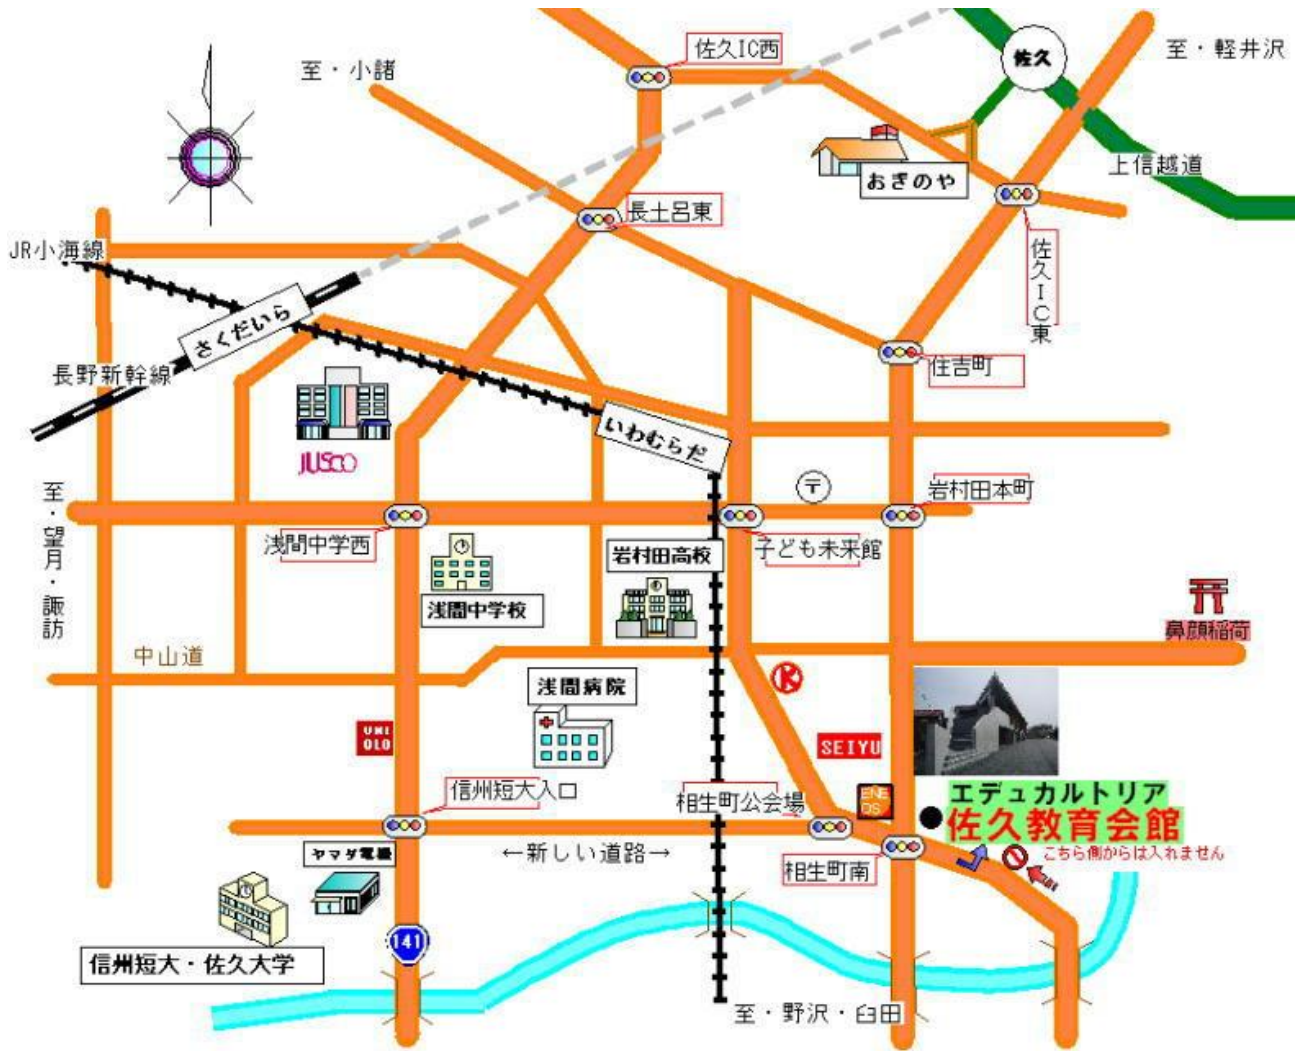 佐久IC西
至・小諸
佐久
至・軽井沢
上信越道
おぎのや
長土呂東
JR小海線
佐久IC東
さくだいら
長野新幹線
住吉町
JUSCO
いわむらだ
至・望月・諏訪
〒
岩村田本町
浅間中学西
子ども未来館
岩村田高校
浅間中学校
鼻顔稲荷
中山道
浅間病院
K
UNI
QLO
SEIYU
信州短大入口
相生町公会場
ENE
OS
エデュカルトリア
佐久教育会館
こちら側からは入れません
ヤマダ電機
←新しい道路→
相生町南
141
信州短大・佐久大学
至・野沢・臼田